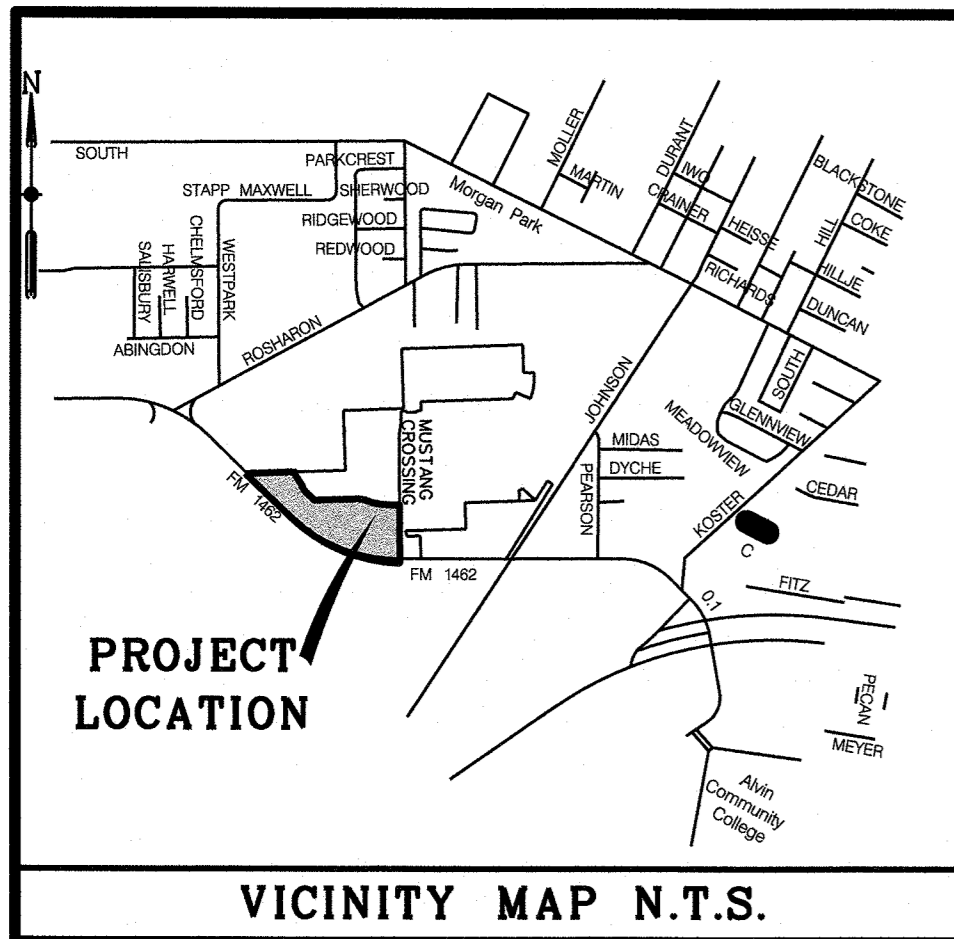 N
SOUTH
PARKCREST
STAPP MAXWELL
SHERWOOD
RIDGEWOOD
REDWOOD
Morgan Park
MOLLER
MARTIN
DURANT
IWO
CRAINER
HEISSE
RICHARDS
BLACKSTONE
HILL
COKE
HILLJE
DUNCAN
SALISBURY
HARWELL
CHELMSFORD
WESTPARK
ABINGDON
ROSHARON
JOHNSON
SOUTH
GLENNVIEW
MEADOWVIEW
MUSTANG
CROSSING
MIDAS
DYCHE
PEARSON
KOSTER
CEDAR
C
FM 1462
FM 1462
FITZ
0.1
PROJECT
LOCATION
PECAN
MEYER
Alvin
Community
College
VICINITY MAP N.T.S.